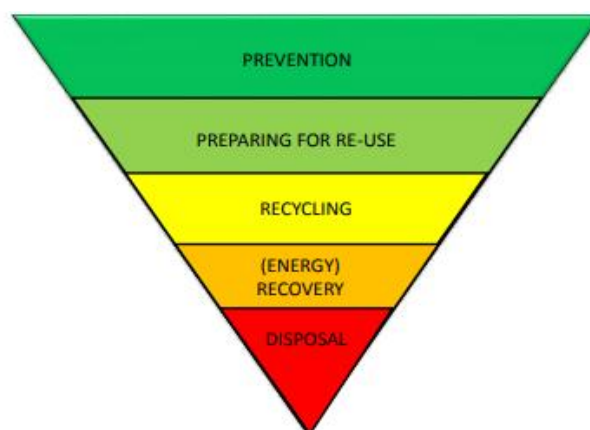 PREVENTION
PREPARING FOR RE-USE
RECYCLING
(ENERGY)
RECOVERY
DISPOSAL